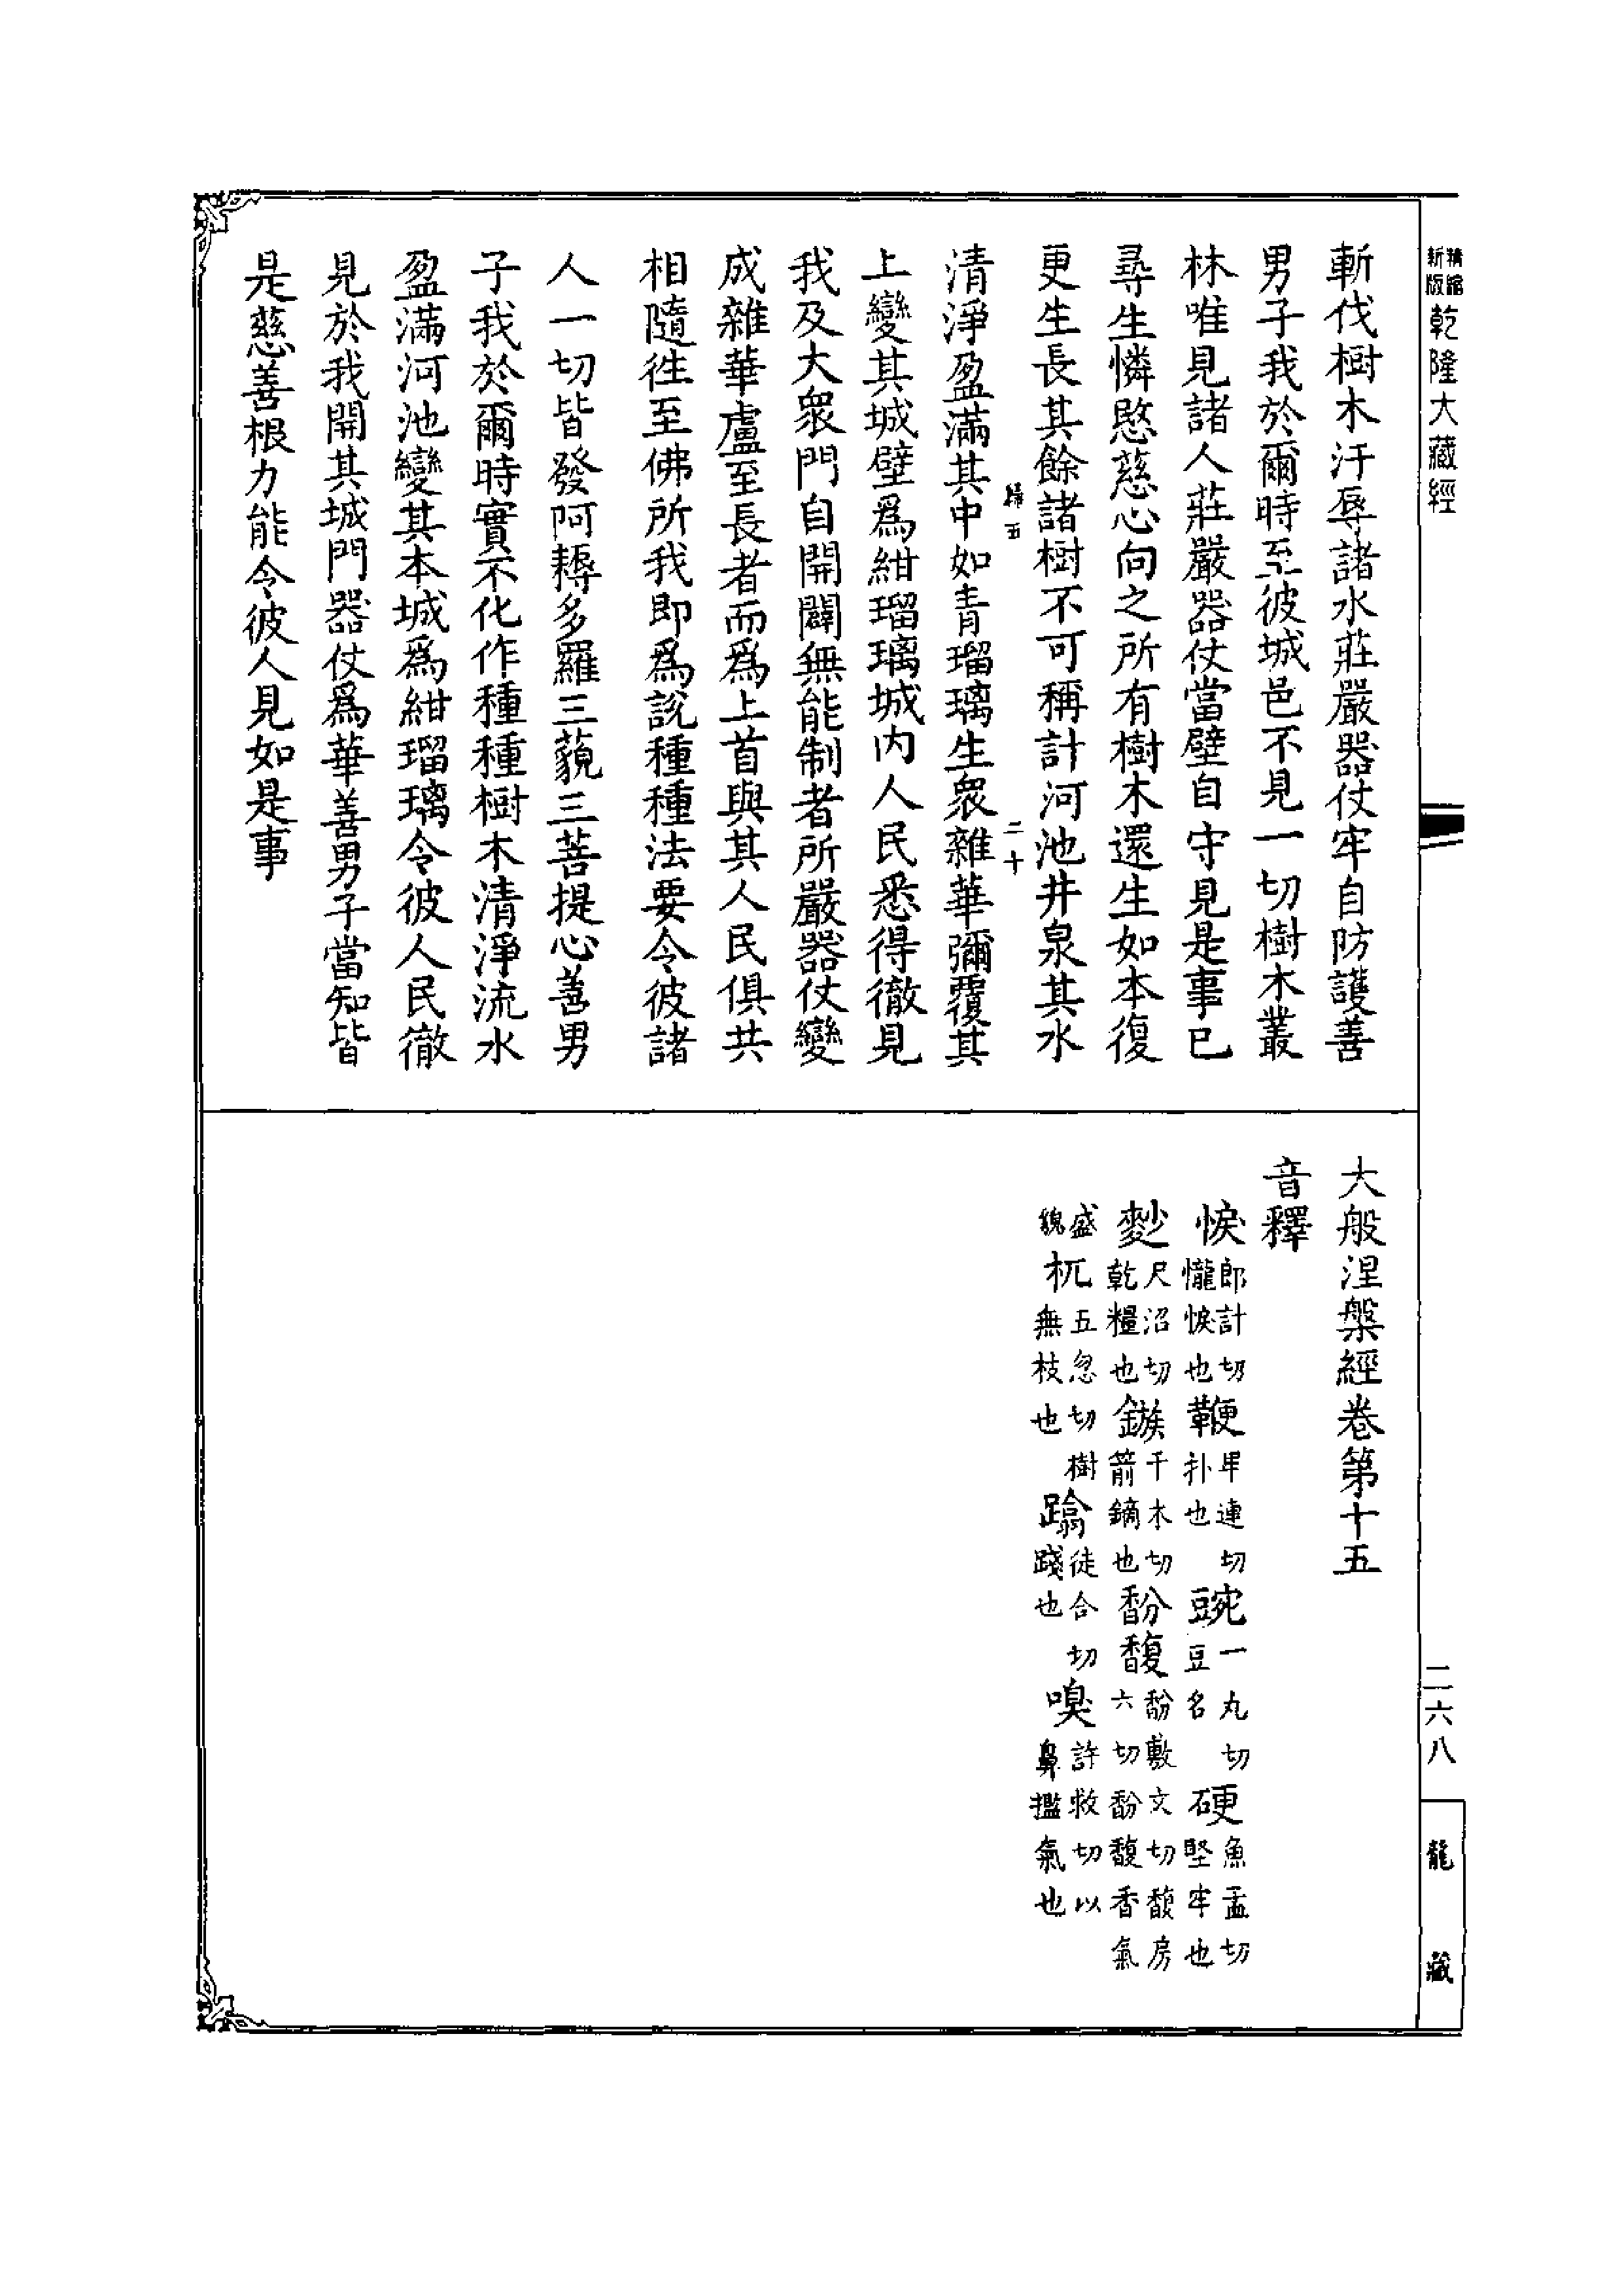 精縮新版乾隆大藏經
斬伐樹木汙辱諸水莊嚴器仗牢自防護善
男子我於爾時至彼城邑不見一切樹木叢
林唯見諸人莊嚴器仗當壁自守見是事已
尋生憐愍慈心向之所有樹木還生如本復
更生長其餘諸樹不可稱計河池井泉其水
歸五 二十
清淨盈滿其中如青瑠璃生衆雜華彌覆其
上變其城壁爲紺瑠璃城内人民悉得徹見
我及大衆門自開闢無能制者所嚴器仗變
成雜華盧至長者而爲上首與其人民俱共
相隨往至佛所我即爲說種種法要令彼諸
人一切皆發阿耨多羅三藐三菩提心善男
子我於爾時實不化作種種樹木清淨流水
盈滿河池變其本城爲紺瑠璃令彼人民徹
見於我開其城門器仗爲華善男子當知皆
是慈善根力能令彼人見如是事
大般涅槃經卷第十五
音釋
悷郎計切㦯悷也鞭卑連切扑也豌一丸切豆名硬魚孟切堅牢也
麨尺沼切乾糧也鏃千木切箭鏑也馚馥馚敷文切馥房六切馚馥香氣
盛貌杌五忽切樹無枝也蹹徒合切踐也嗅許救切以鼻㩜氣也
二六八
龍藏